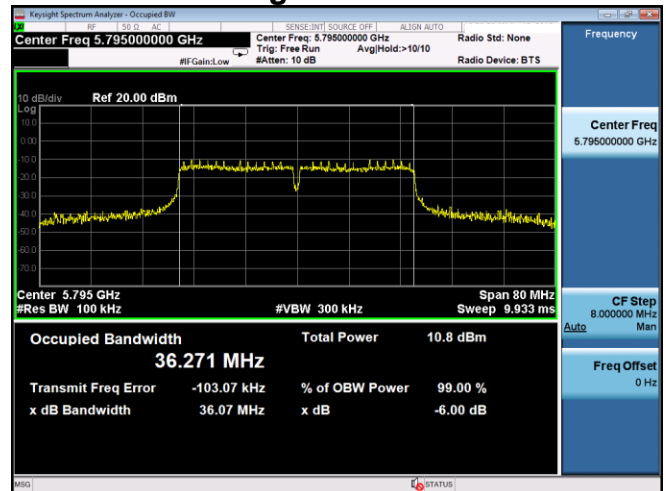 Keysight Spectrum Analyzer - Occupied BW
RF 50 Ω AC SENSE:INT SOURCE OFF ALIGN AUTO
Center Freq 5.795000000 GHz
Center Freq: 5.795000000 GHz
Radio Std: None
Trig: Free Run Avg|Hold:>10/10
#IFGain:Low #Atten: 10 dB Radio Device: BTS
Frequency
10 dB/div Ref 20.00 dBm
Log
10.0
0.00
-10.0
-20.0
-30.0
-40.0
-50.0
-60.0
-70.0
Center Freq
5.795000000 GHz
Center 5.795 GHz Span 80 MHz
#Res BW 100 kHz #VBW 300 kHz Sweep 9.933 ms
CF Step
8.000000 MHz
Auto Man
Occupied Bandwidth Total Power 10.8 dBm
36.271 MHz
Transmit Freq Error -103.07 kHz % of OBW Power 99.00 %
x dB Bandwidth 36.07 MHz x dB -6.00 dB
Freq Offset
0 Hz
MSG STATUS